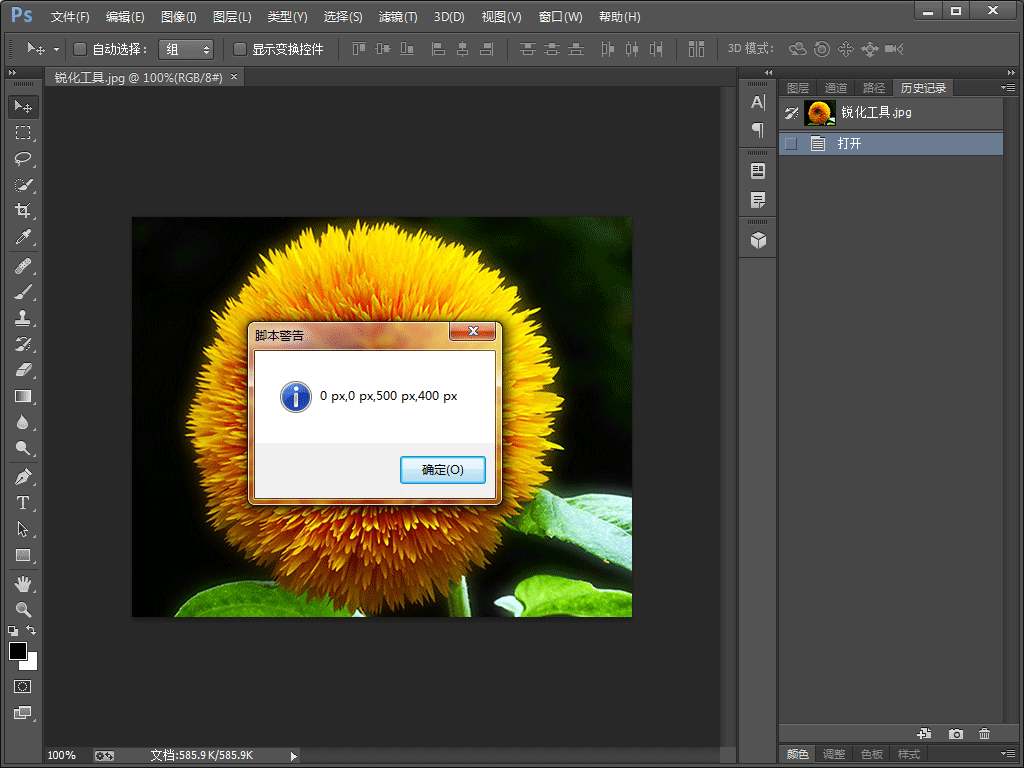 Ps 文件(F) 编辑(E) 图像(I) 图层(L) 类型(Y) 选择(S) 滤镜(T) 3D(D) 视图(V) 窗口(W) 帮助(H)
自动选择： 组 显示变换控件 3D 模式：
锐化工具.jpg @ 100%(RGB/8#) ×
图层 通道 路径 历史记录
锐化工具.jpg
打开
脚本警告
0 px,0 px,500 px,400 px
确定(O)
100% 文档:585.9K/585.9K
颜色 调整 色板 样式